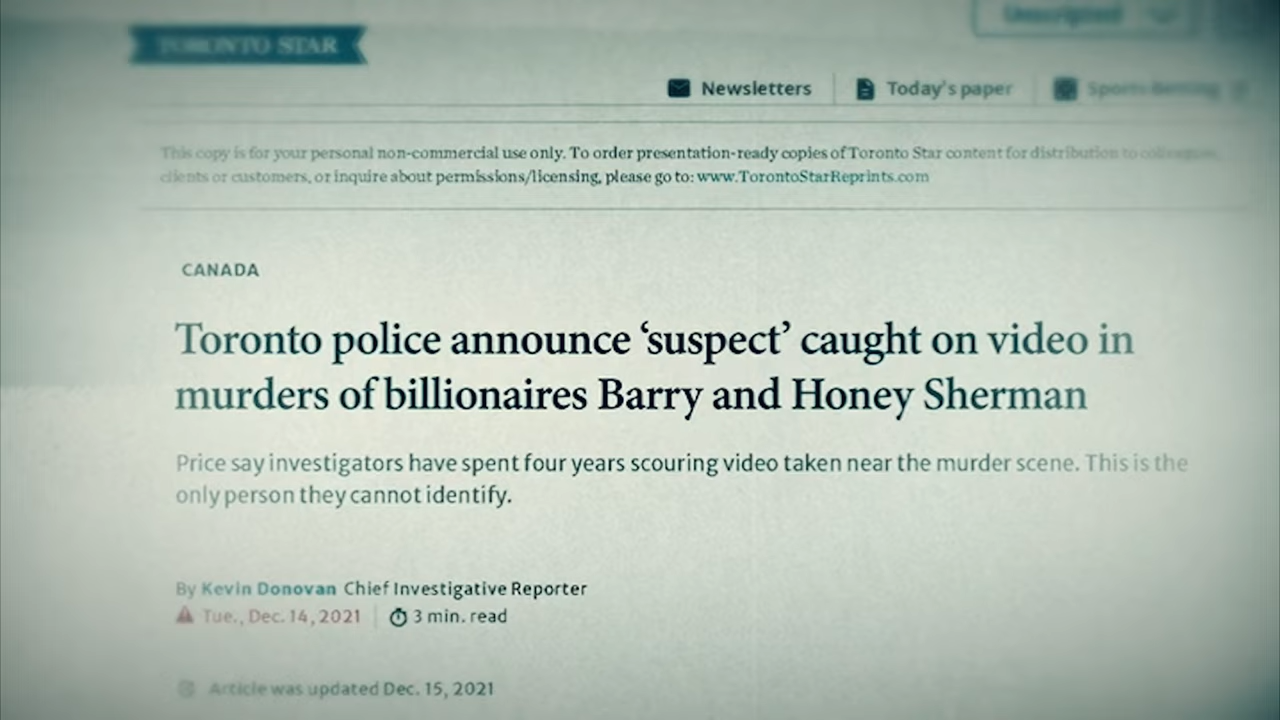 TORONTO STAR
Newsletters
Today's paper
This copy is for your personal non-commercial use only. To order presentation-ready copies of Toronto Star content for distribution to
clients or customers, or inquire about permissions/licensing, please go to: www.TorontoStarReprints.com
CANADA
Toronto police announce ‘suspect’ caught on video in
murders of billionaires Barry and Honey Sherman
Price say investigators have spent four years scouring video taken near the murder scene. This is the
only person they cannot identify.
By Kevin Donovan Chief Investigative Reporter
Tue., Dec. 14, 2021
3 min. read
Article was updated Dec. 15, 2021